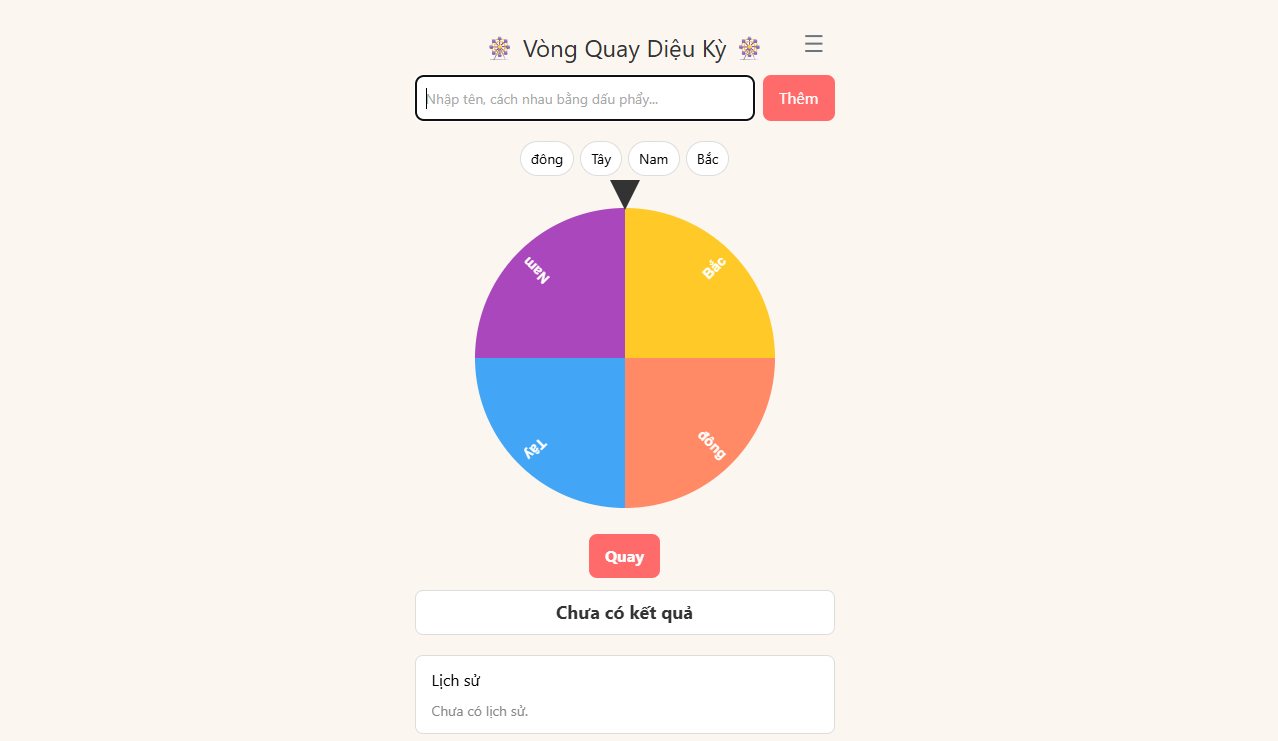 🎡 Vòng Quay Diệu Kỳ 🎡 ☰
Nhập tên, cách nhau bằng dấu phẩy... Thêm
đông Tây Nam Bắc
Nam Bắc
Tây đông
Quay
Chưa có kết quả
Lịch sử
Chưa có lịch sử.